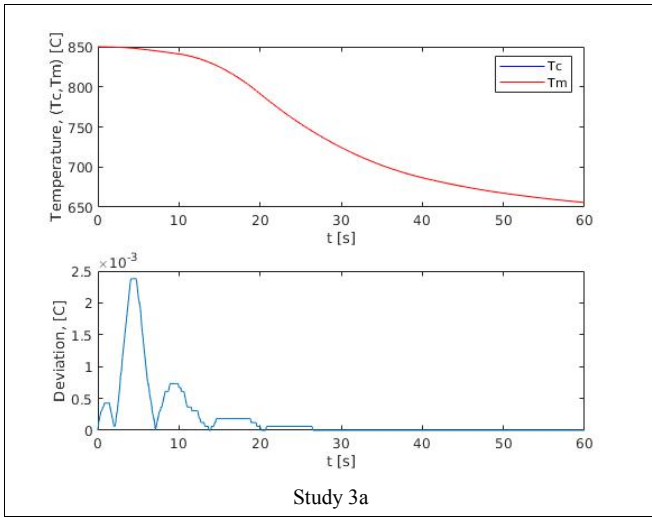 850
800
750
700
650
Temperature, (Tc,Tm) [C]
Tc
Tm
0 10 20 30 40 50 60
t [s]
×10^-3
2.5
2
1.5
1
0.5
0
Deviation, [C]
0 10 20 30 40 50 60
t [s]
Study 3a